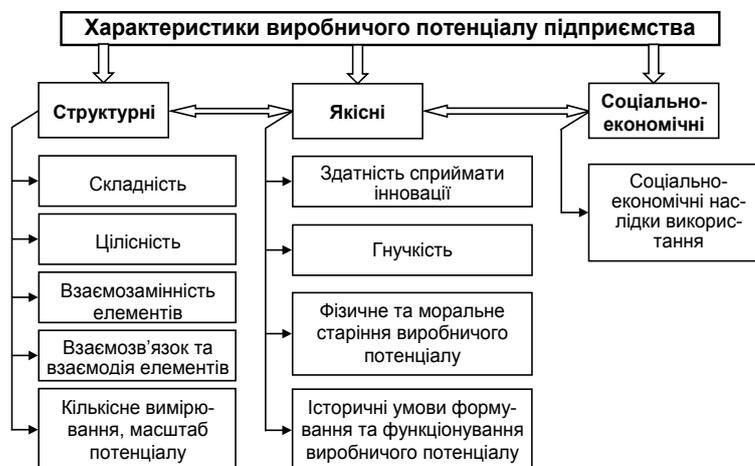 Характеристики виробничого потенціалу підприємства
Структурні
Якісні
Соціально-
економічні
Складність
Цілісність
Взаємозамінність
елементів
Взаємозв'язок та
взаємодія елементів
Кількісне вимірю-
вання, масштаб
потенціалу
Здатність сприймати
інновації
Гнучкість
Фізичне та моральне
старіння виробничого
потенціалу
Історичні умови форму-
вання та функціонування
виробничого потенціалу
Соціально-
економічні нас-
лідки викорис-
тання